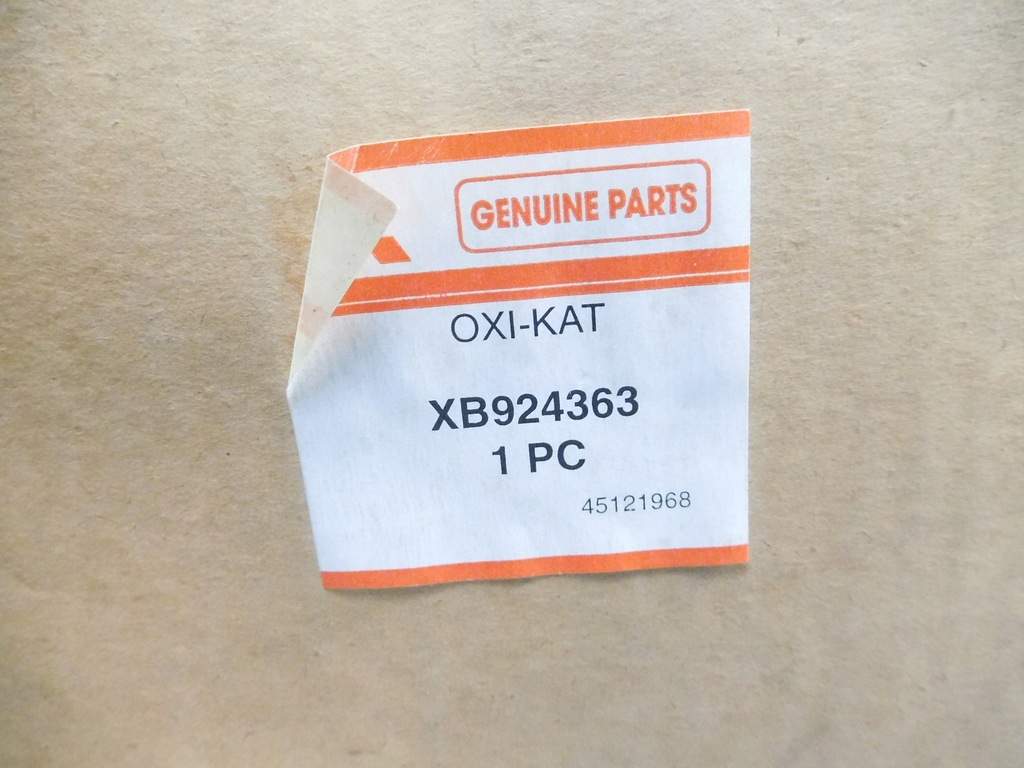 GENUINE PARTS
OXI-KAT
XB924363
1 PC
45121968